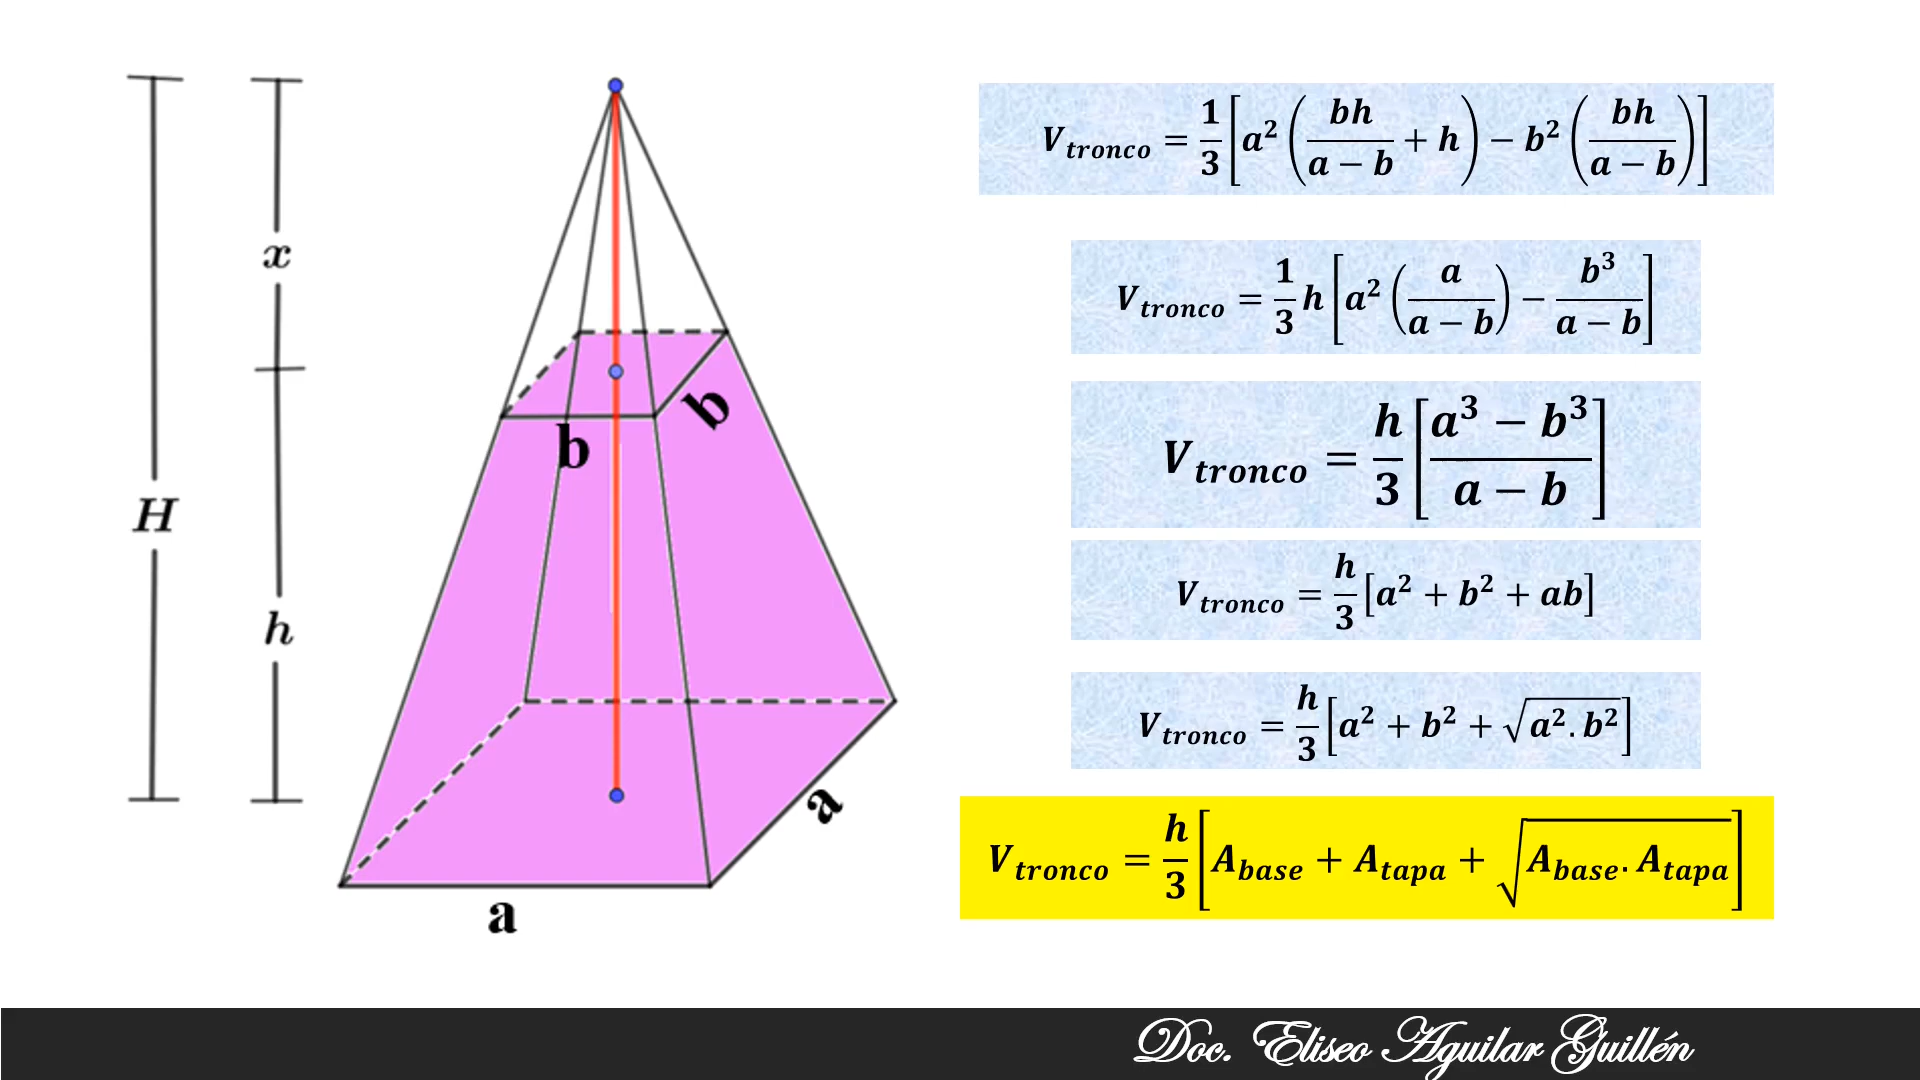 H
x
h
b
b
a
a
V_tronco = 1/3 [a² (bh/(a − b) + h) − b² (bh/(a − b))]
V_tronco = 1/3 h [a² (a/(a − b)) − b³/(a − b)]
V_tronco = h/3 [(a³ − b³)/(a − b)]
V_tronco = h/3 [a² + b² + ab]
V_tronco = h/3 [a² + b² + √(a².b²)]
V_tronco = h/3 [A_base + A_tapa + √(A_base.A_tapa)]
Doc. Eliseo Aguilar Guillén